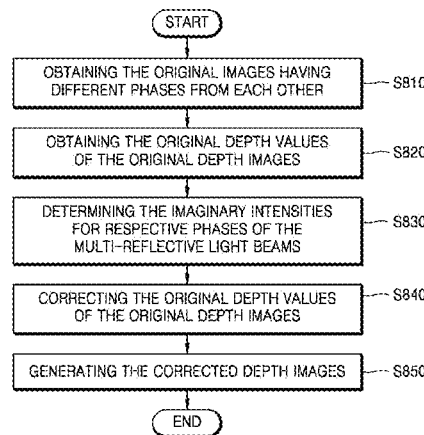 START
OBTAINING THE ORIGINAL IMAGES HAVING
DIFFERENT PHASES FROM EACH OTHER
S810
OBTAINING THE ORIGINAL DEPTH VALUES
OF THE ORIGINAL DEPTH IMAGES
S820
DETERMINING THE IMAGINARY INTENSITIES
FOR RESPECTIVE PHASES OF THE
MULTI-REFLECTIVE LIGHT BEAMS
S830
CORRECTING THE ORIGINAL DEPTH VALUES
OF THE ORIGINAL DEPTH IMAGES
S840
GENERATING THE CORRECTED DEPTH IMAGES
S850
END